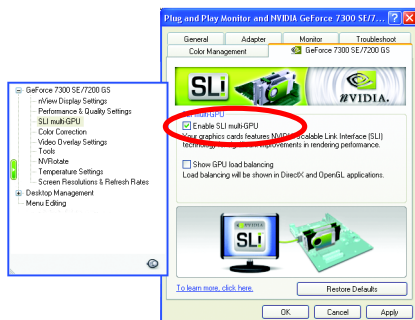 Plug and Play Monitor and NVIDIA GeForce 7300 SE/7...
General Adapter Monitor Troubleshoot
Color Management GeForce 7300 SE/7200 GS
SLI
NVIDIA.
GeForce 7300 SE/7200 GS
nView Display Settings
Performance & Quality Settings
SLI multi-GPU
Color Correction
Video Overlay Settings
Tools
NVRotate
Temperature Settings
Screen Resolutions & Refresh Rates
Desktop Management
Menu Editing
SLI multi-GPU
Enable SLI multi-GPU
Your graphics cards features NVIDIA Scalable Link Interface (SLI)
technology improvements in rendering performance.
Show GPU load balancing
Load balancing will be shown in DirectX and OpenGL applications.
SLI
To learn more, click here.
Restore Defaults
OK Cancel Apply